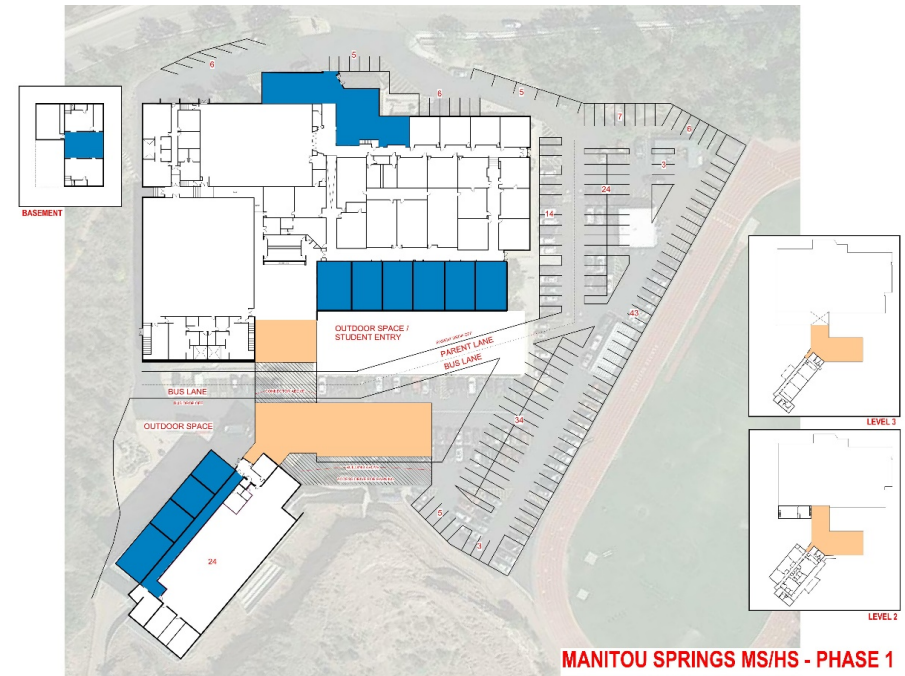 6
5
6
5
7
6
3
24
14
BASEMENT
43
OUTDOOR SPACE /
STUDENT ENTRY
PARENT LANE
BUS LANE
BUS LANE
OUTDOOR SPACE
34
LEVEL 3
5
3
24
LEVEL 2
MANITOU SPRINGS MS/HS - PHASE 1